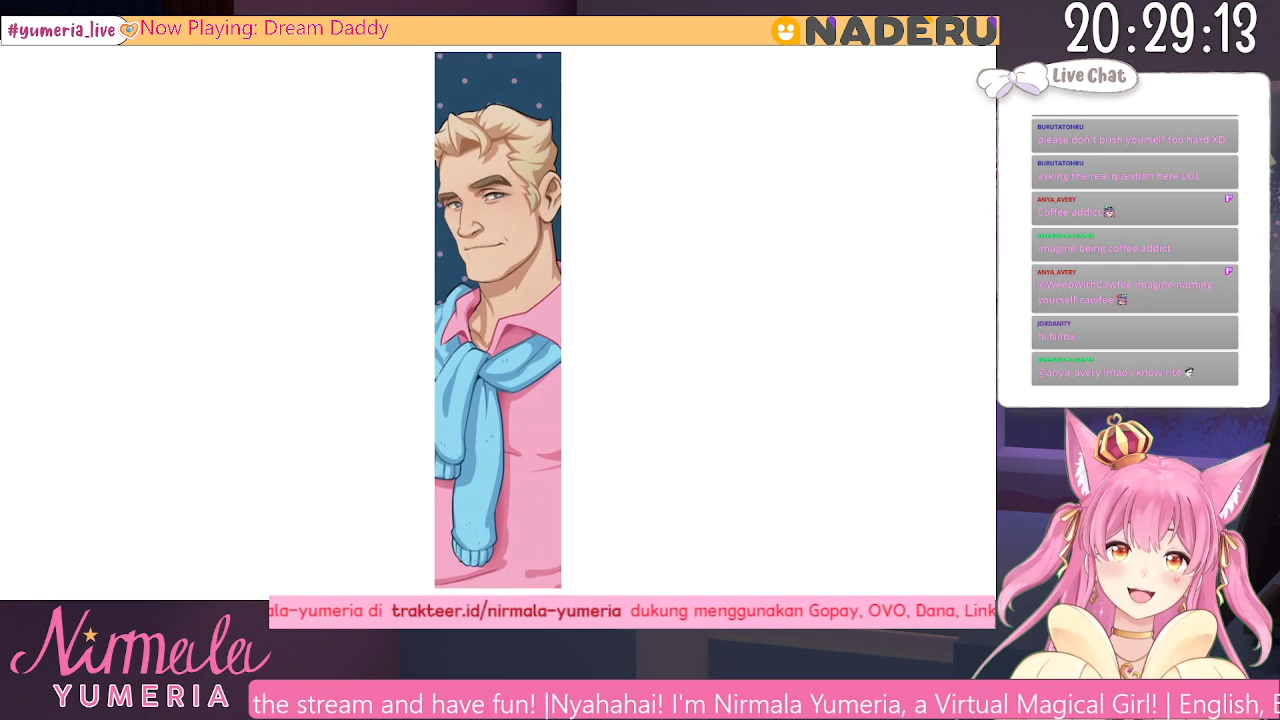 #yumeria_live
Now Playing: Dream Daddy
NADERU
20:29:13
Live Chat
BURUTATOHRU
please don't push yourself too hard XD
BURUTATOHRU
asking the real question here LOL
ANYA_AVERY
Coffee addict
imagine being coffee addict
ANYA_AVERY
@WeebWithCawfee imagine naming
yourself cawfee
JORDANITY
hi Nima
@anya_avery lmao i know rite
ala-yumeria di trakteer.id/nirmala-yumeria dukung menggunakan Gopay, OVO, Dana, Link
Nirmala
YUMERIA
the stream and have fun! |Nyahahai! I'm Nirmala Yumeria, a Virtual Magical Girl! | English,